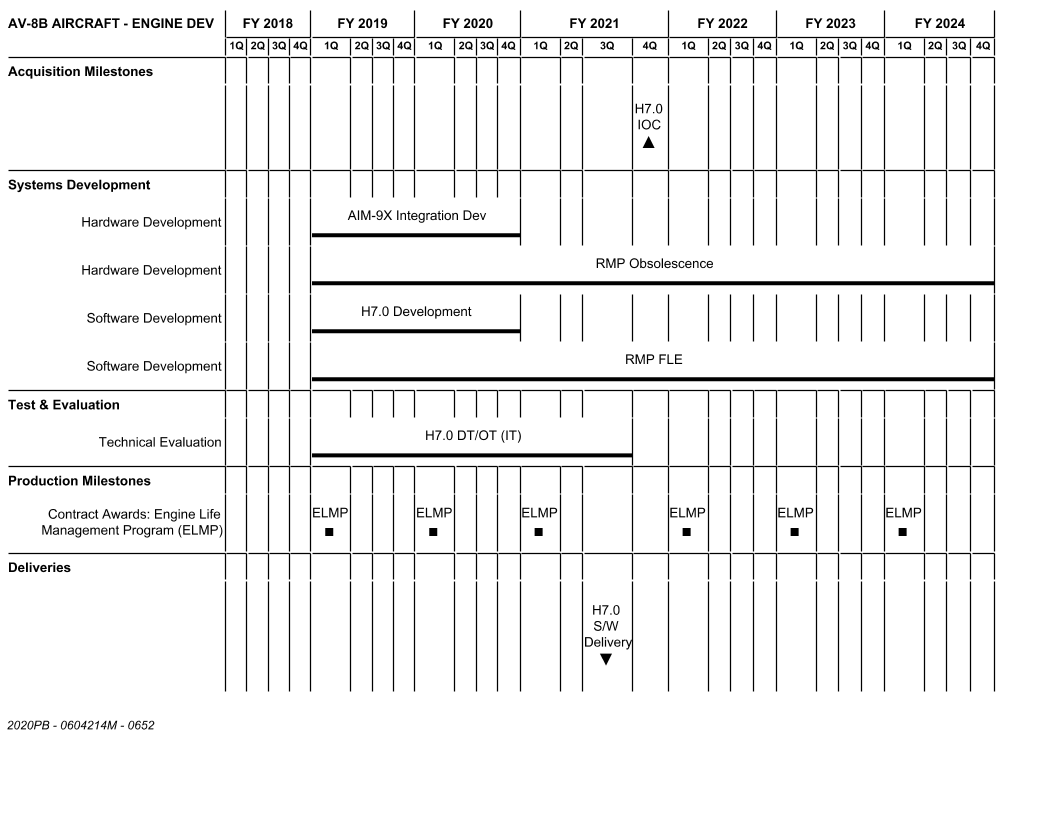 AV-8B AIRCRAFT - ENGINE DEV FY 2018 FY 2019 FY 2020 FY 2021 FY 2022 FY 2023 FY 2024
1Q 2Q 3Q 4Q 1Q 2Q 3Q 4Q 1Q 2Q 3Q 4Q 1Q 2Q 3Q 4Q 1Q 2Q 3Q 4Q 1Q 2Q 3Q 4Q 1Q 2Q 3Q 4Q
Acquisition Milestones
H7.0
IOC
Systems Development
Hardware Development AIM-9X Integration Dev
Hardware Development RMP Obsolescence
Software Development H7.0 Development
Software Development RMP FLE
Test & Evaluation
Technical Evaluation H7.0 DT/OT (IT)
Production Milestones
Contract Awards: Engine Life
Management Program (ELMP)
ELMP ELMP ELMP ELMP ELMP ELMP
Deliveries
H7.0
S/W
Delivery
2020PB - 0604214M - 0652